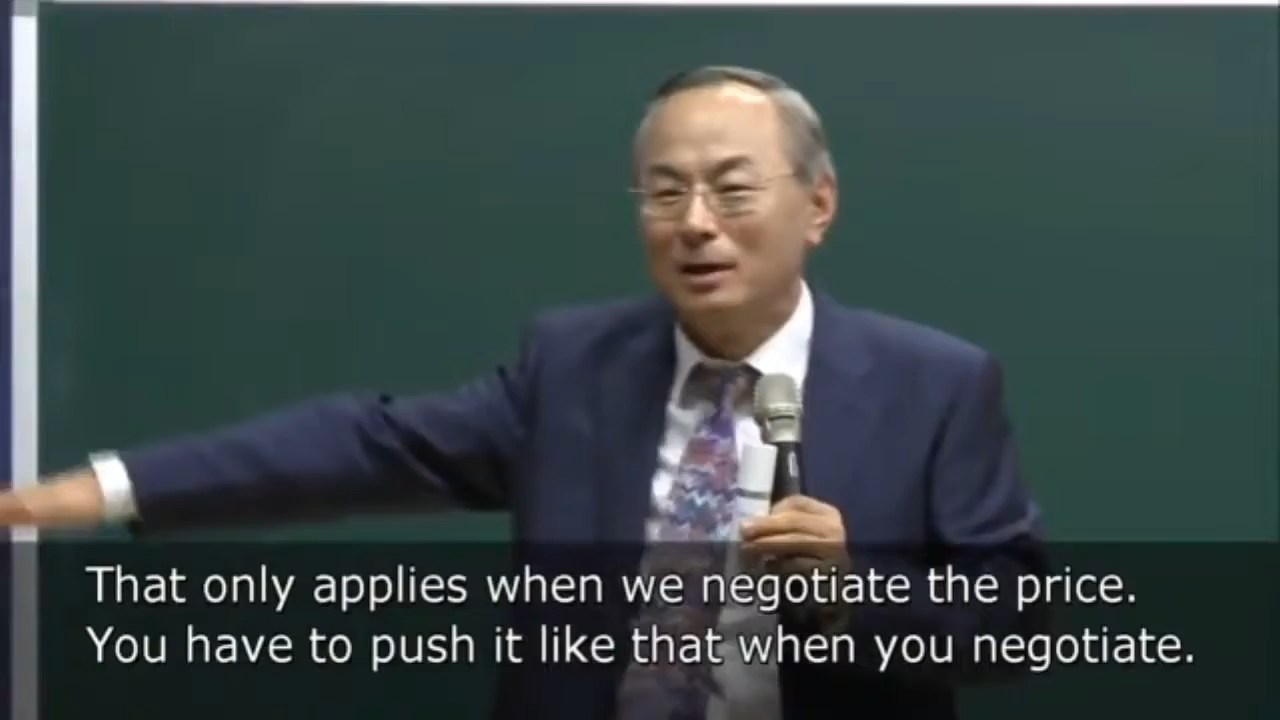 That only applies when we negotiate the price.
You have to push it like that when you negotiate.